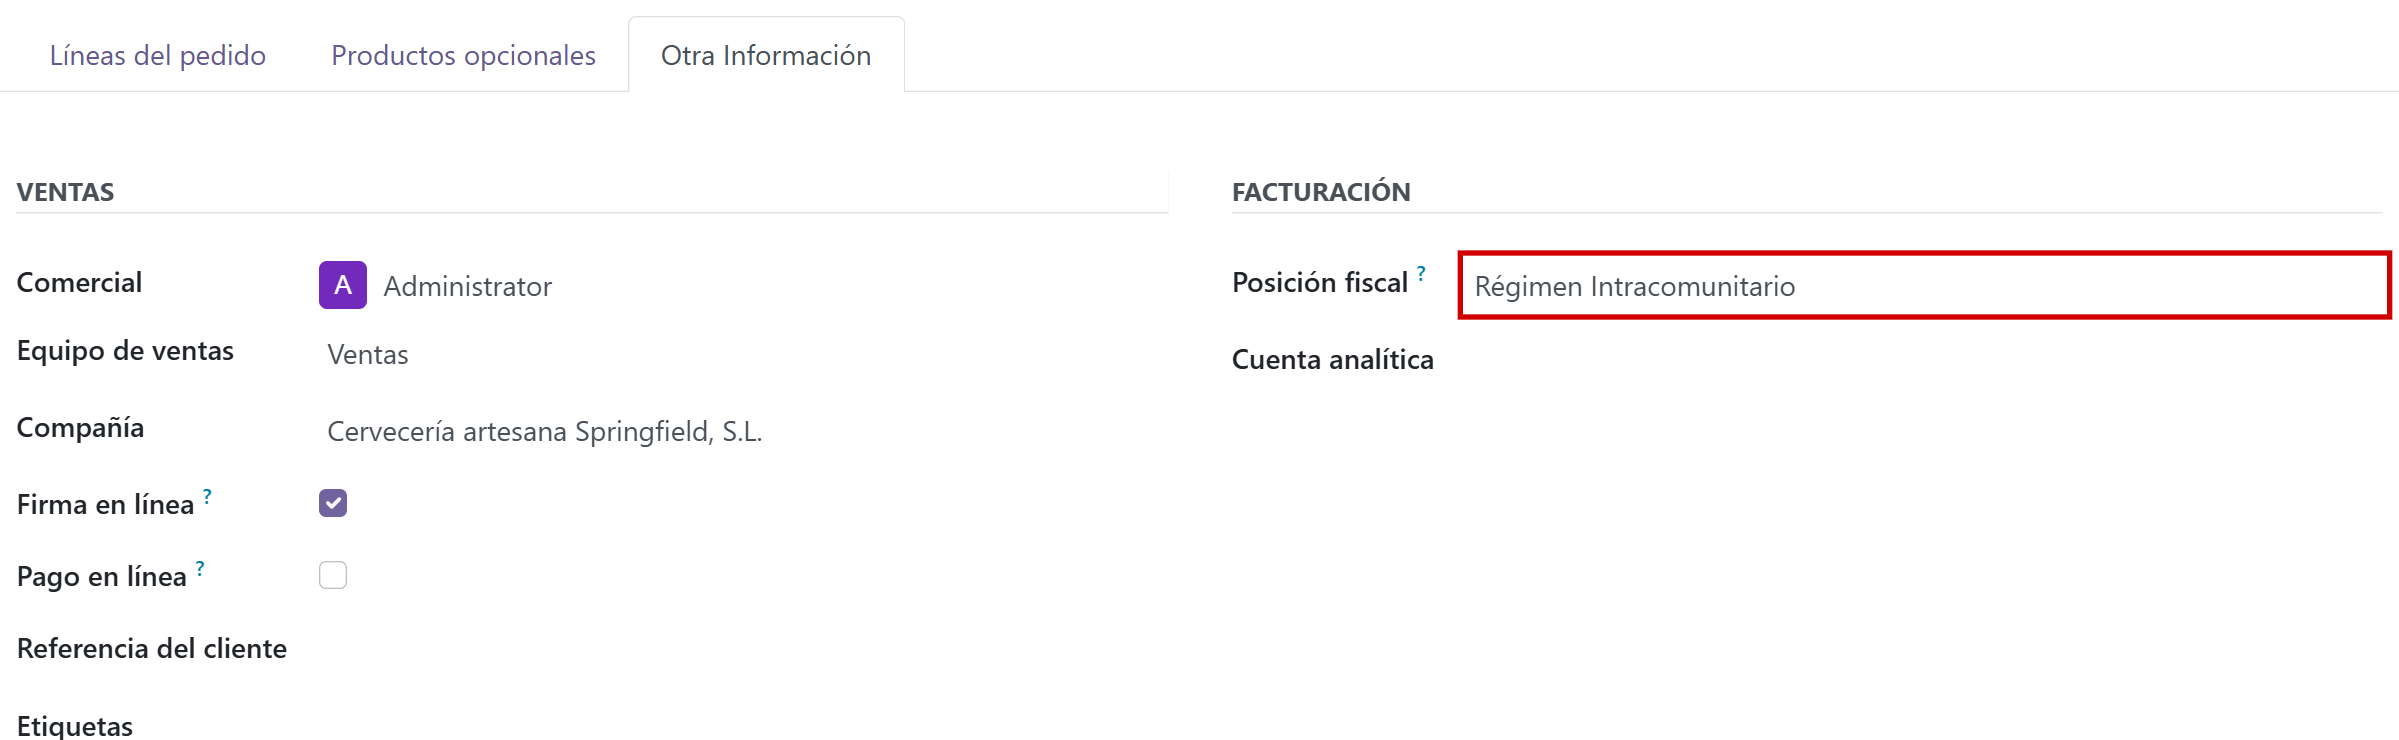 Líneas del pedido
Productos opcionales
Otra Información
VENTAS
Comercial
A
Administrator
Equipo de ventas
Ventas
Compañía
Cervecería artesana Springfield, S.L.
Firma en línea ?
Pago en línea ?
Referencia del cliente
Etiquetas
FACTURACIÓN
Posición fiscal ?
Régimen Intracomunitario
Cuenta analítica